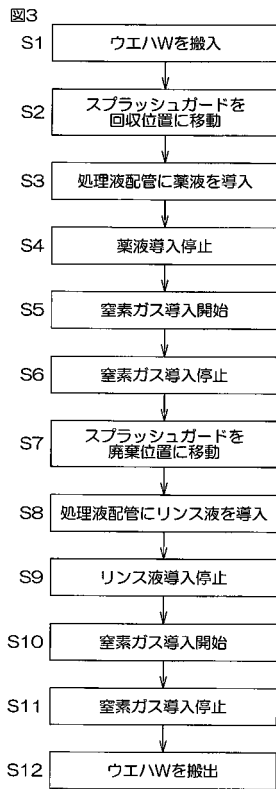 図3
S1 ウエハWを搬入
S2 スプラッシュガードを
回収位置に移動
S3 処理液配管に薬液を導入
S4 薬液導入停止
S5 窒素ガス導入開始
S6 窒素ガス導入停止
S7 スプラッシュガードを
廃棄位置に移動
S8 処理液配管にリンス液を導入
S9 リンス液導入停止
S10 窒素ガス導入開始
S11 窒素ガス導入停止
S12 ウエハWを搬出